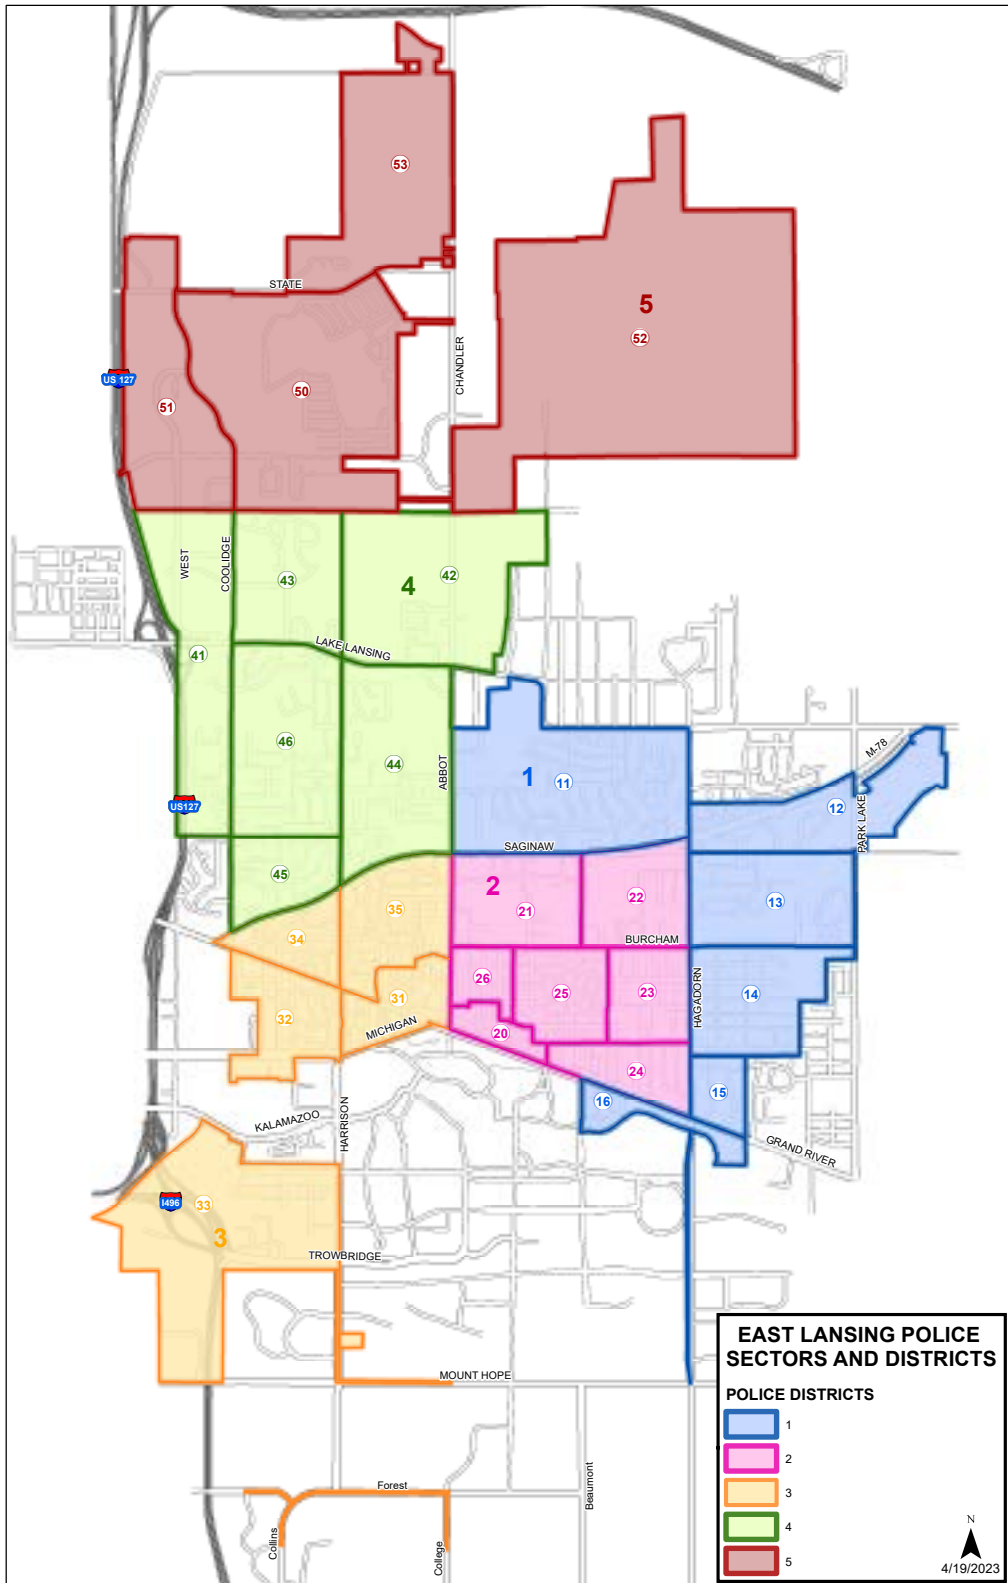 53
STATE
5
52
CHANDLER
US 127
50
51
WEST
COOLIDGE
43
4
42
LAKE LANSING
41
46
44
ABBOT
1
11
M-78
12
PARK LAKE
US127
SAGINAW
45
2
21
22
13
35
34
BURCHAM
26
25
23
HAGADORN
14
31
32
MICHIGAN
20
24
15
16
KALAMAZOO
HARRISON
GRAND RIVER
I496
33
3
TROWBRIDGE
MOUNT HOPE
Forest
Beaumont
Collins
College
EAST LANSING POLICE
SECTORS AND DISTRICTS
POLICE DISTRICTS
1
2
3
4
5
N
4/19/2023